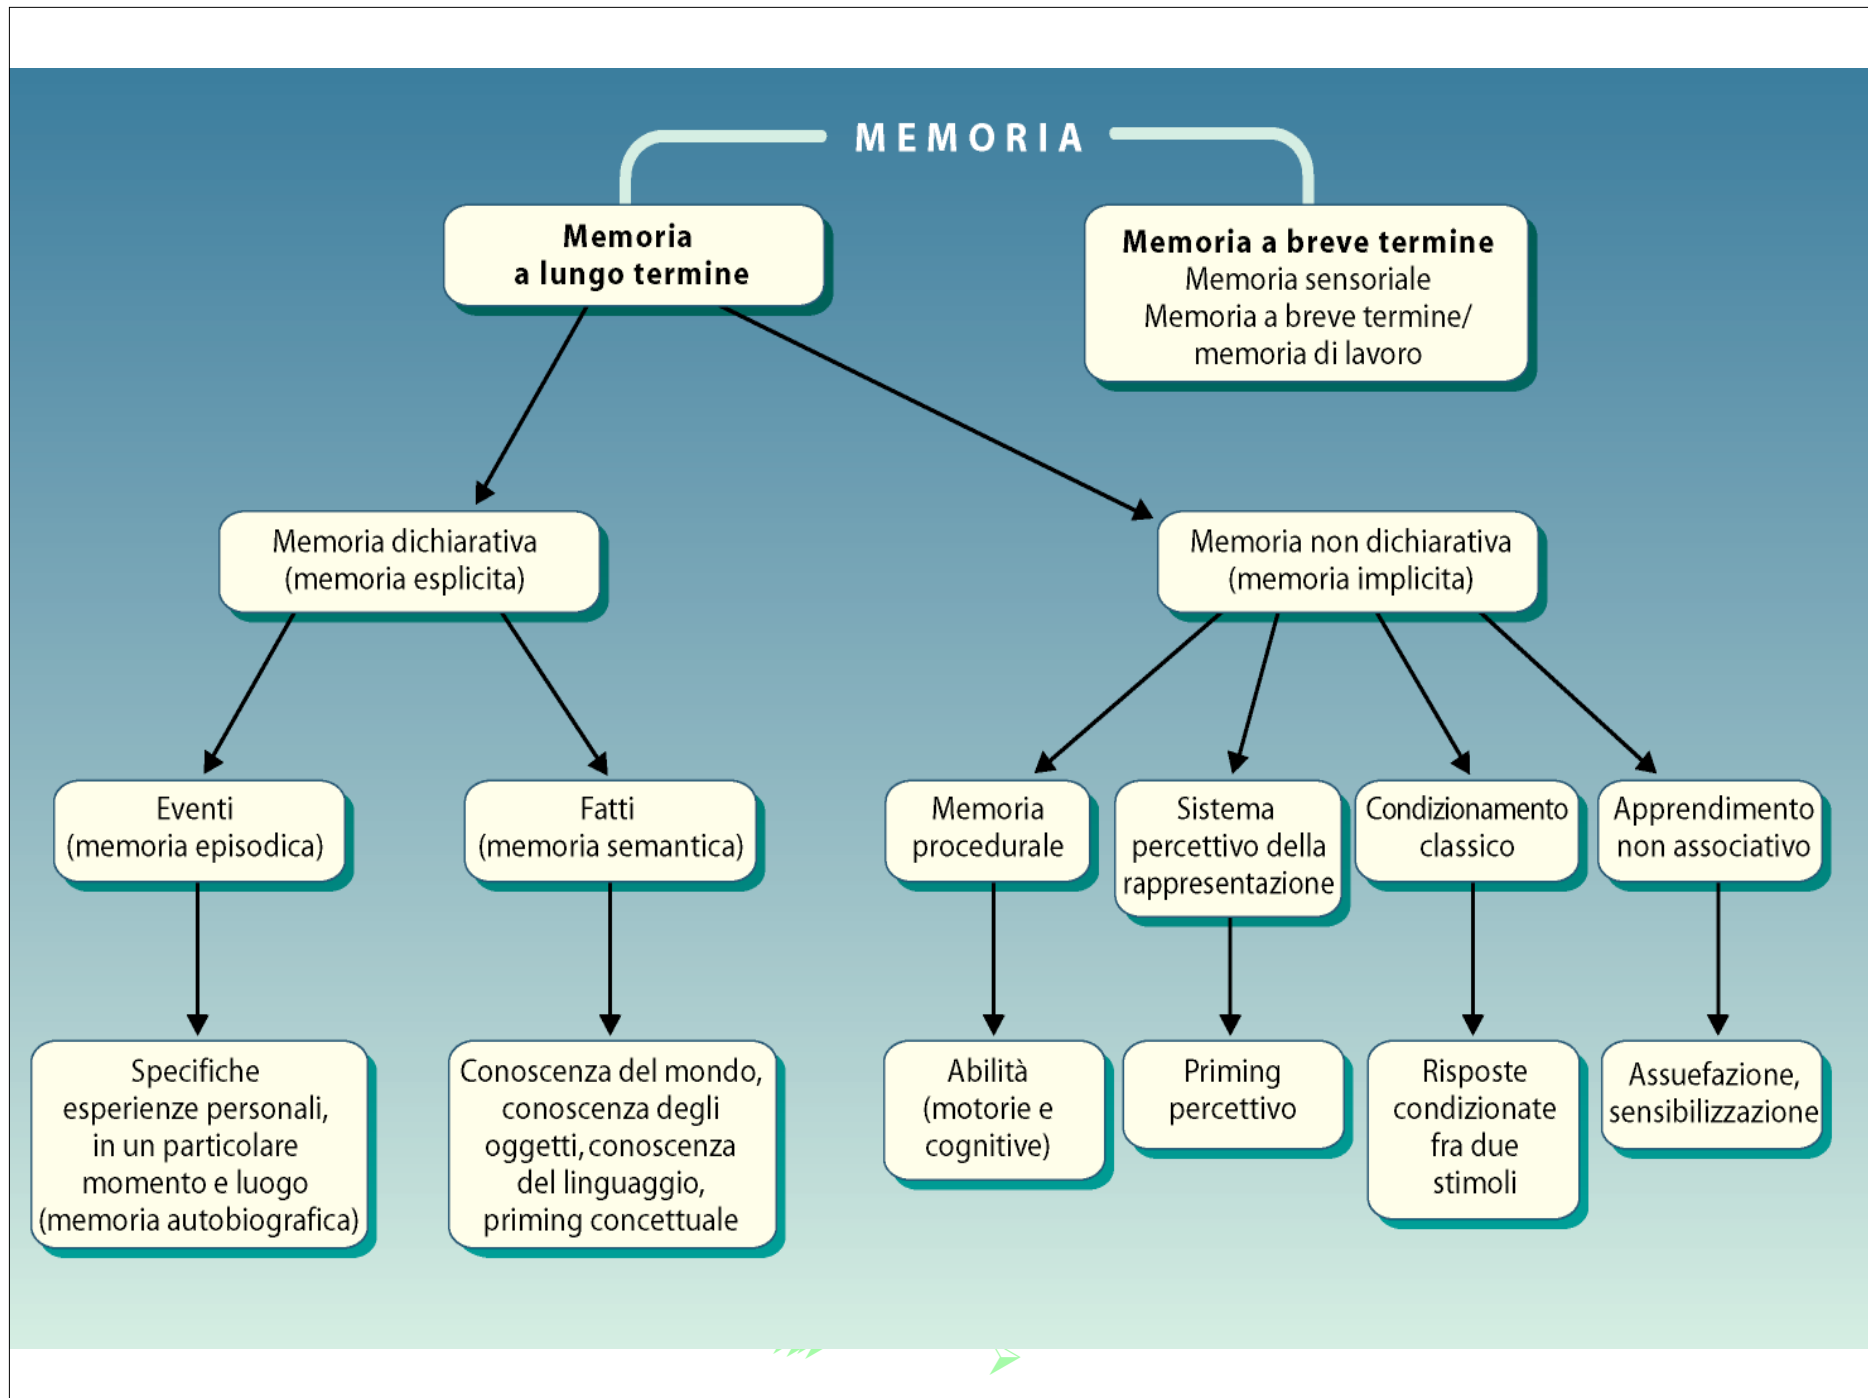 MEMORIA
Memoria
a lungo termine
Memoria a breve termine
Memoria sensoriale
Memoria a breve termine/
memoria di lavoro
Memoria dichiarativa
(memoria esplicita)
Memoria non dichiarativa
(memoria implicita)
Eventi
(memoria episodica)
Fatti
(memoria semantica)
Memoria
procedurale
Sistema
percettivo della
rappresentazione
Condizionamento
classico
Apprendimento
non associativo
Specifiche
esperienze personali,
in un particolare
momento e luogo
(memoria autobiografica)
Conoscenza del mondo,
conoscenza degli
oggetti, conoscenza
del linguaggio,
priming concettuale
Abilità
(motorie e
cognitive)
Priming
percettivo
Risposte
condizionate
fra due
stimoli
Assuefazione,
sensibilizzazione